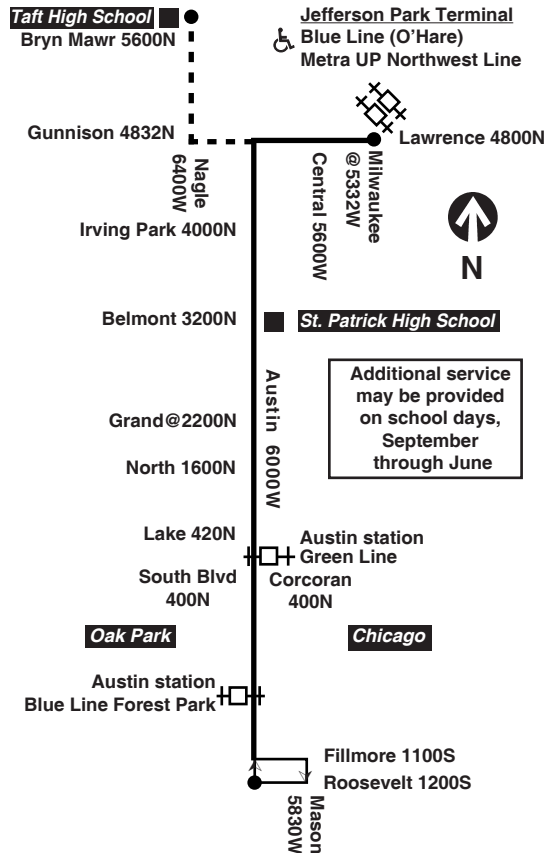 Taft High School
Bryn Mawr 5600N
Jefferson Park Terminal
Blue Line (O’Hare)
Metra UP Northwest Line
Gunnison 4832N
Lawrence 4800N
Nagle
6400W
Central 5600W
Milwaukee
@ 5332W
Irving Park 4000N
N
Belmont 3200N
St. Patrick High School
Austin 6000W
Additional service
may be provided
on school days,
September
through June
Grand@2200N
North 1600N
Lake 420N
Austin station
Green Line
South Blvd
400N
Corcoran
400N
Oak Park
Chicago
Austin station
Blue Line Forest Park
Fillmore 1100S
Roosevelt 1200S
Mason
5830W